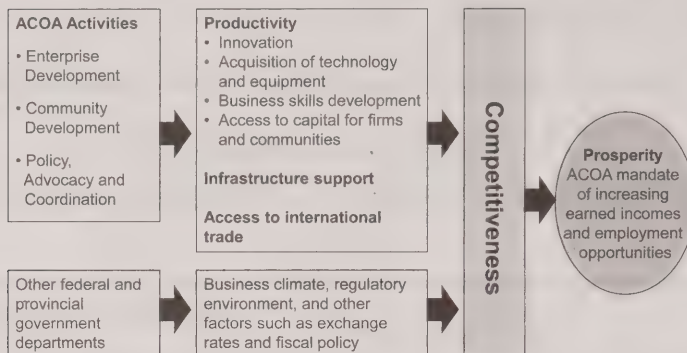 ACOA Activities
• Enterprise
Development
• Community
Development
• Policy,
Advocacy and
Coordination
Productivity
• Innovation
• Acquisition of technology
and equipment
• Business skills development
• Access to capital for firms
and communities
Infrastructure support
Access to international
trade
Other federal and
provincial
government
departments
Business climate, regulatory
environment, and other
factors such as exchange
rates and fiscal policy
Competitiveness
Prosperity
ACOA mandate
of increasing
earned incomes
and employment
opportunities